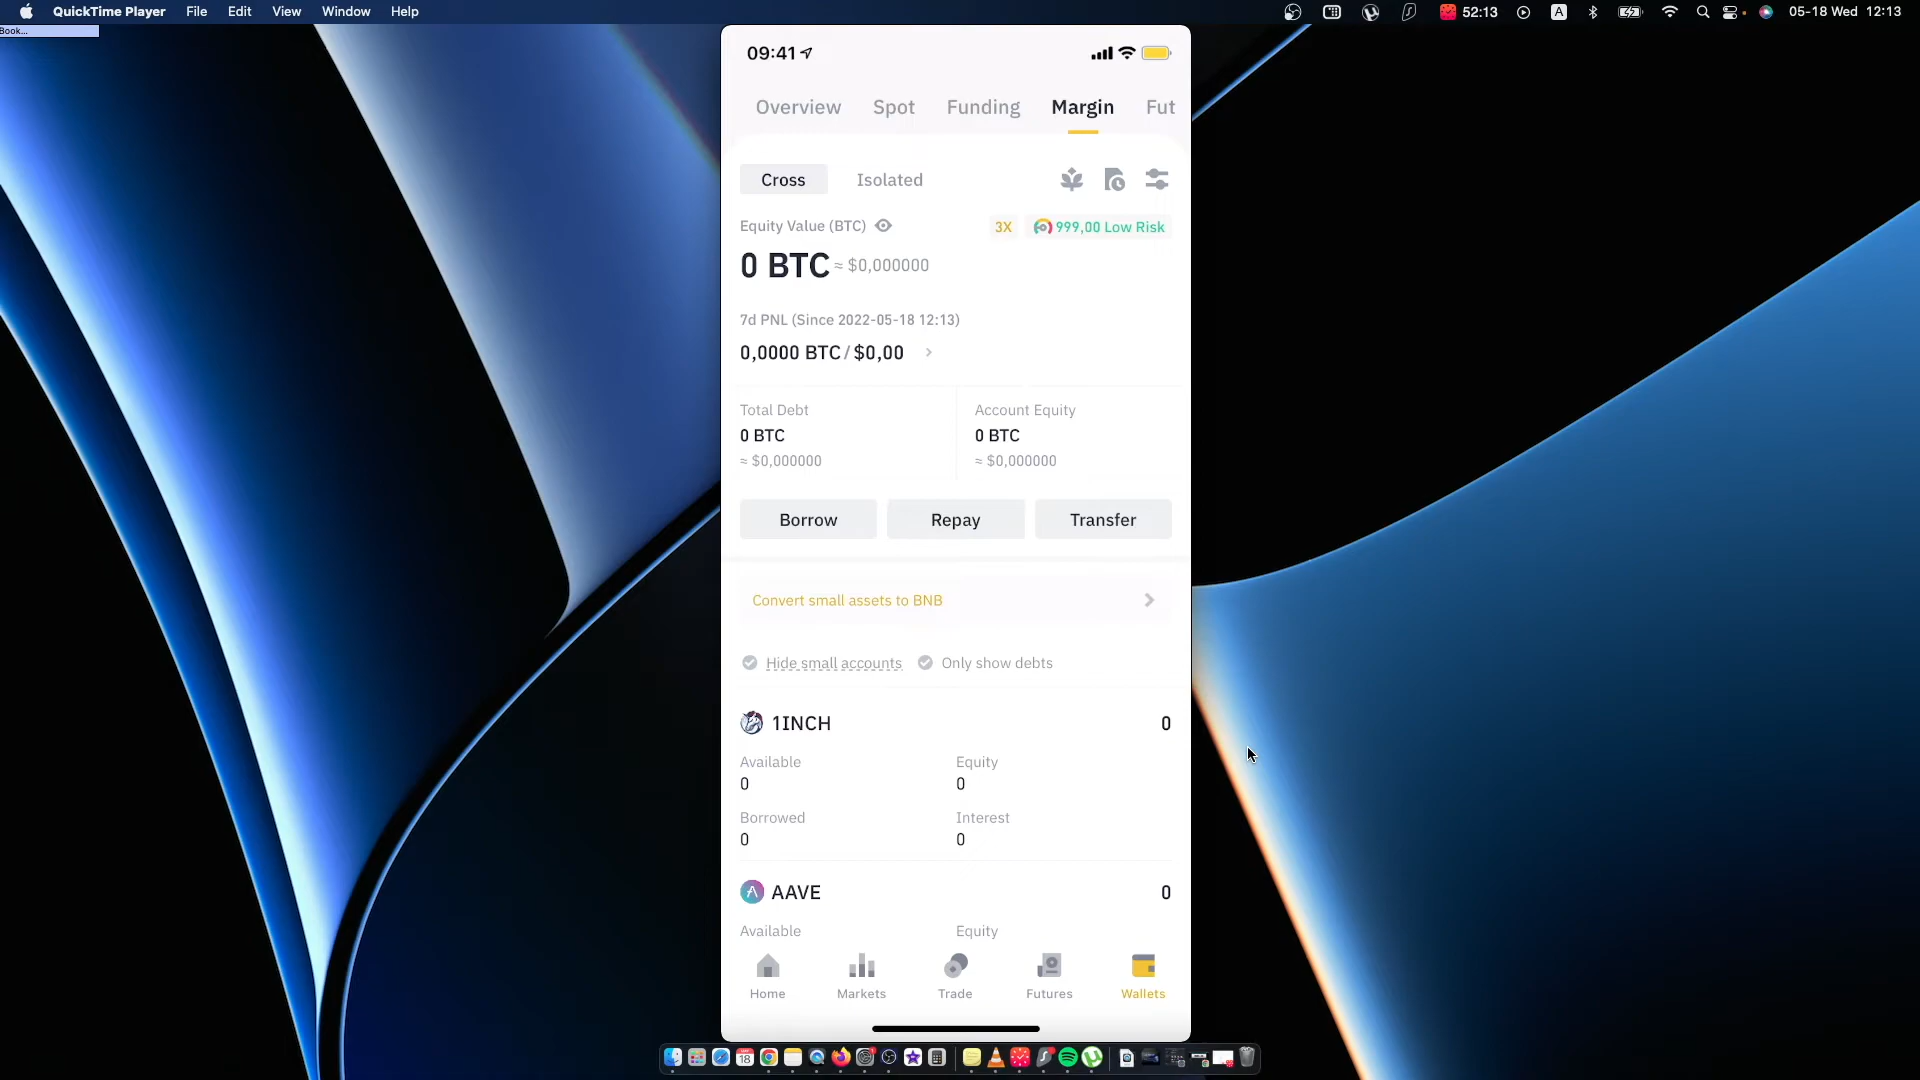 QuickTime Player File Edit View Window Help
52:13 A 05-18 Wed 12:13
Book...
09:41
Overview Spot Funding Margin Fut
Cross Isolated
Equity Value (BTC) 3X 999,00 Low Risk
0 BTC ≈ $0,000000
7d PNL (Since 2022-05-18 12:13)
0,0000 BTC / $0,00
Total Debt Account Equity
0 BTC 0 BTC
≈ $0,000000 ≈ $0,000000
Borrow Repay Transfer
Convert small assets to BNB
Hide small accounts Only show debts
1INCH 0
Available Equity
0 0
Borrowed Interest
0 0
AAVE 0
Available Equity
Home Markets Trade Futures Wallets
18